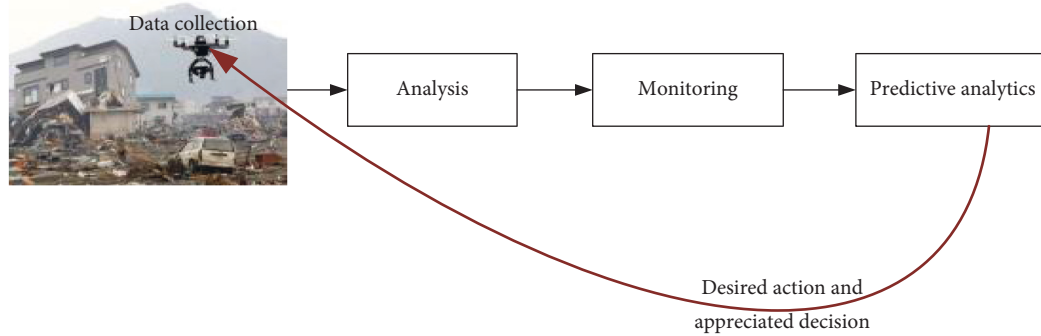 Data collection
Analysis
Monitoring
Predictive analytics
Desired action and
appreciated decision